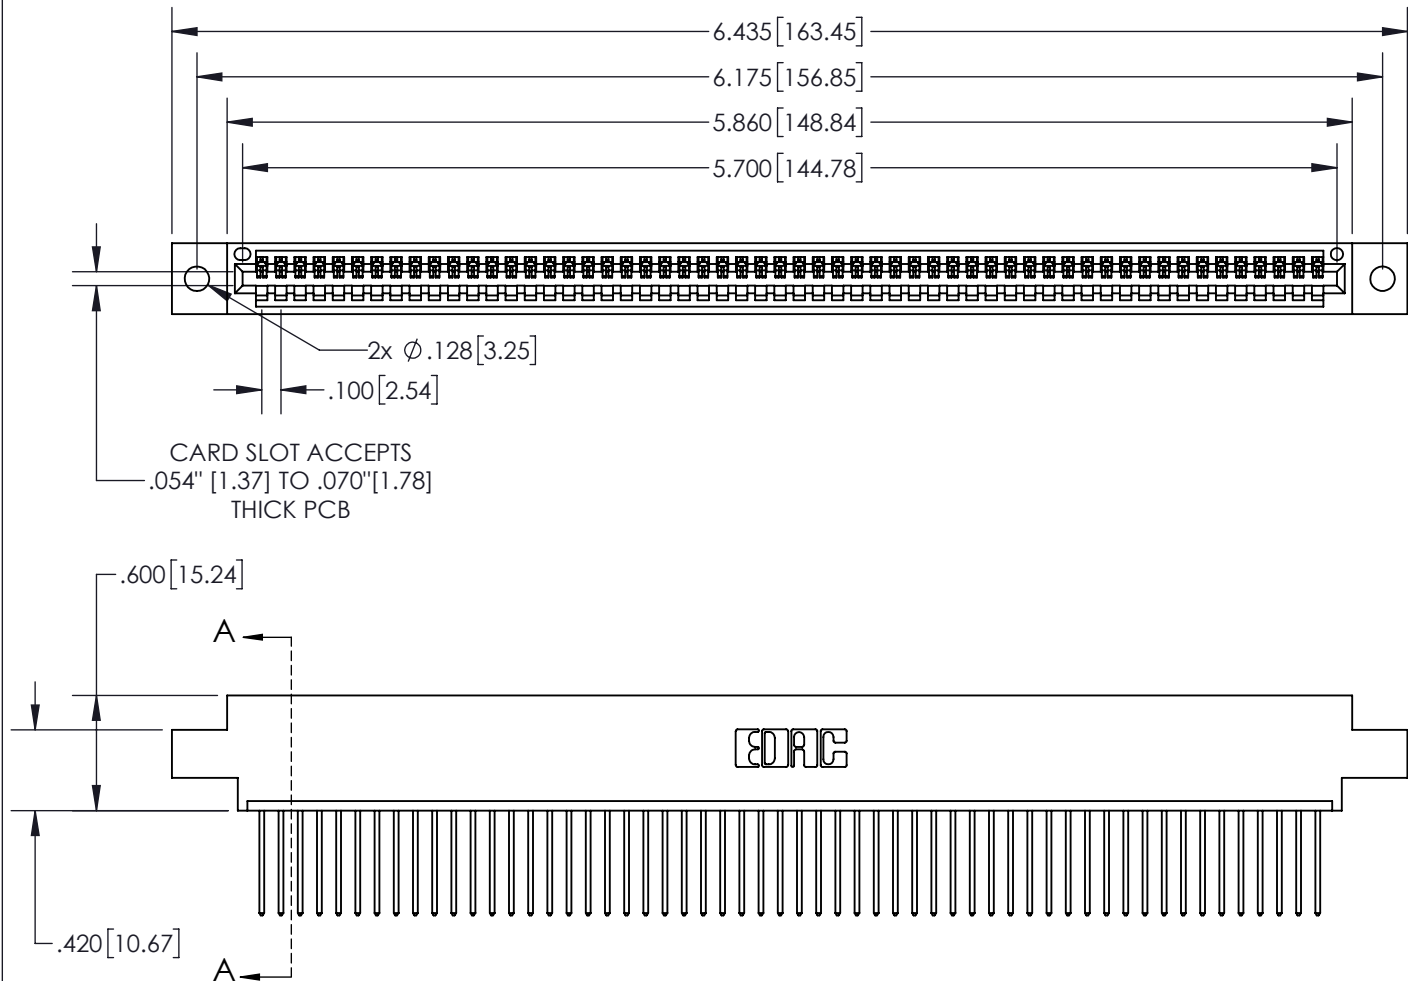 6.435[163.45]
6.175[156.85]
5.860[148.84]
5.700[144.78]
2x Ø.128[3.25]
.100[2.54]
CARD SLOT ACCEPTS
.054" [1.37] TO .070"[1.78]
THICK PCB
.600[15.24]
A
EDAC
.420[10.67]
A